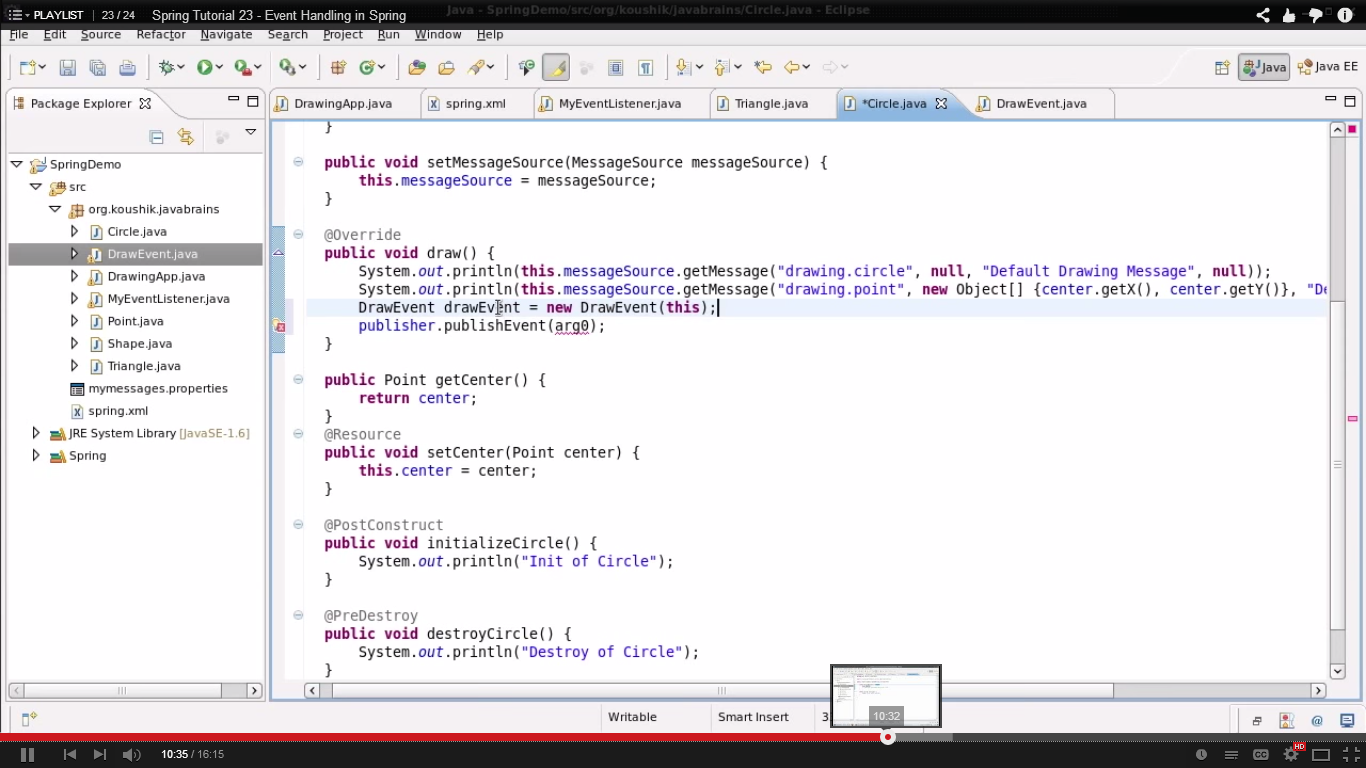 Java - SpringDemo/src/org/koushik/javabrains/Circle.java - Eclipse
PLAYLIST 23 / 24 Spring Tutorial 23 - Event Handling in Spring
File Edit Source Refactor Navigate Search Project Run Window Help
Java Java EE
Package Explorer
DrawingApp.java spring.xml MyEventListener.java Triangle.java *Circle.java DrawEvent.java
SpringDemo
src
org.koushik.javabrains
Circle.java
DrawEvent.java
DrawingApp.java
MyEventListener.java
Point.java
Shape.java
Triangle.java
mymessages.properties
spring.xml
JRE System Library [JavaSE-1.6]
Spring
}
public void setMessageSource(MessageSource messageSource) {
this.messageSource = messageSource;
}
@Override
public void draw() {
System.out.println(this.messageSource.getMessage("drawing.circle", null, "Default Drawing Message", null));
System.out.println(this.messageSource.getMessage("drawing.point", new Object[] {center.getX(), center.getY()}, "De
DrawEvent drawEvent = new DrawEvent(this);
publisher.publishEvent(arg0);
}
public Point getCenter() {
return center;
}
@Resource
public void setCenter(Point center) {
this.center = center;
}
@PostConstruct
public void initializeCircle() {
System.out.println("Init of Circle");
}
@PreDestroy
public void destroyCircle() {
System.out.println("Destroy of Circle");
}
Writable Smart Insert 3
10:32
10:35 / 16:15
CC HD